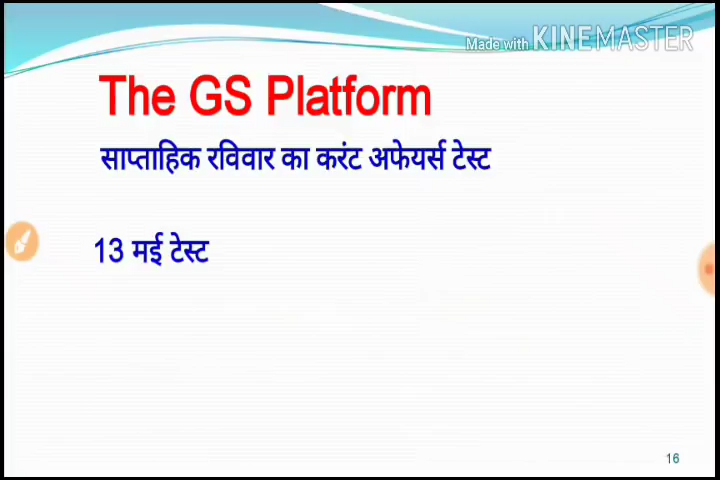 Made with KINEMASTER
The GS Platform
साप्ताहिक रविवार का करंट अफेयर्स टेस्ट
13 मई टेस्ट
16